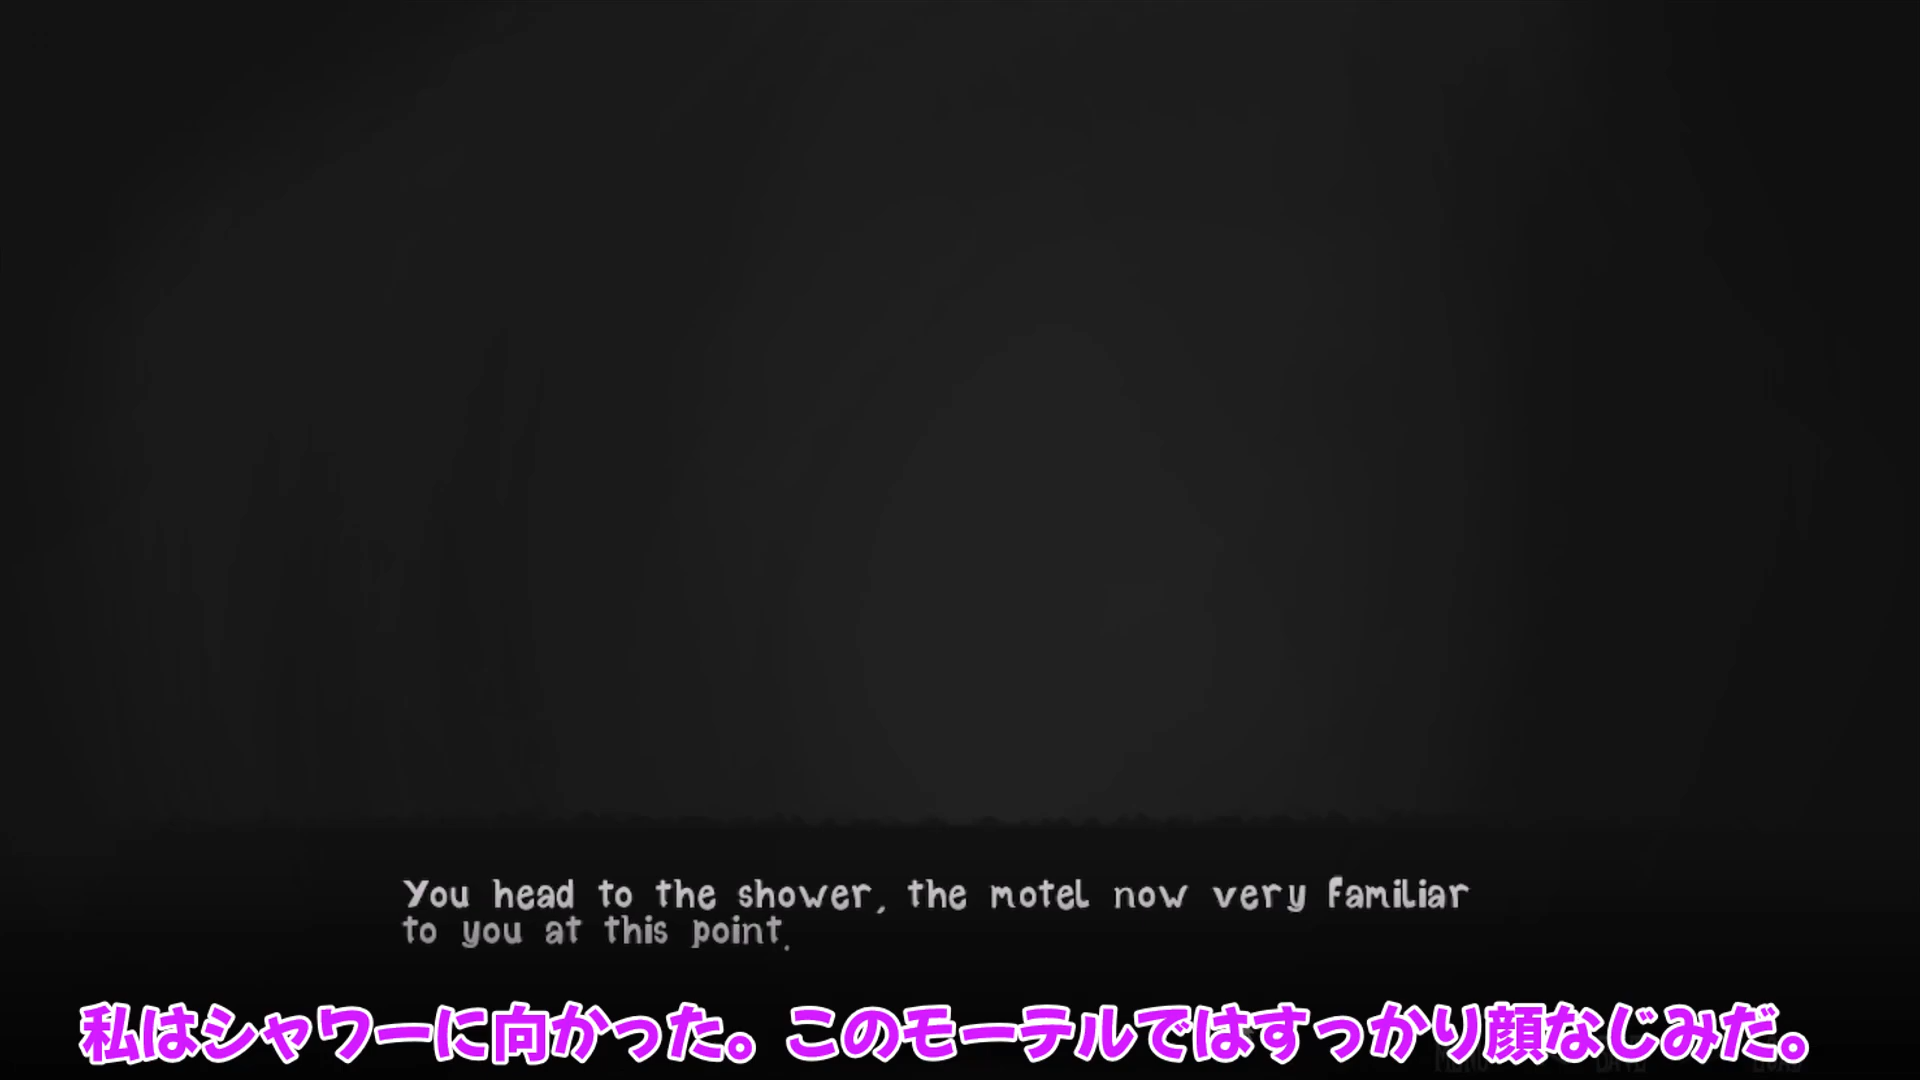 You head to the shower, the motel now very familiar
to you at this point.
私はシャワーに向かった。このモーテルではすっかり顔なじみだ。